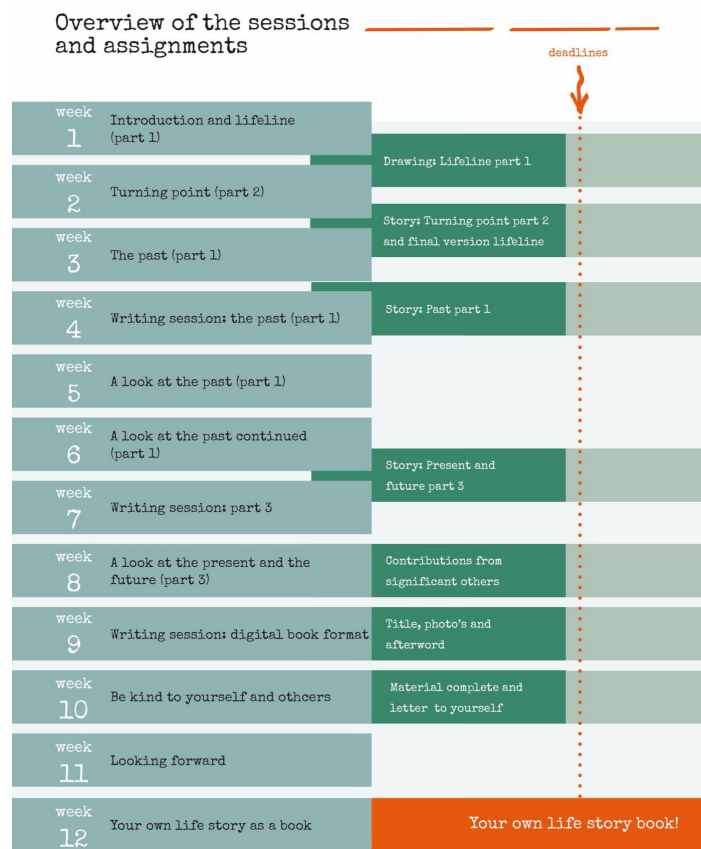 Overview of the sessions
and assignments
deadlines
week
1
Introduction and lifeline
(part 1)
Drawing: Lifeline part 1
week
2
Turning point (part 2)
Story: Turning point part 2
and final version lifeline
week
3
The past (part 1)
week
4
Writing session: the past (part 1)
Story: Past part 1
week
5
A look at the past (part 1)
week
6
A look at the past continued
(part 1)
Story: Present and
future part 3
week
7
Writing session: part 3
week
8
A look at the present and the
future (part 3)
Contributions from
significant others
week
9
Writing session: digital book format
Title, photo's and
afterword
week
10
Be kind to yourself and othcers
Material complete and
letter to yourself
week
11
Looking forward
week
12
Your own life story as a book
Your own life story book!